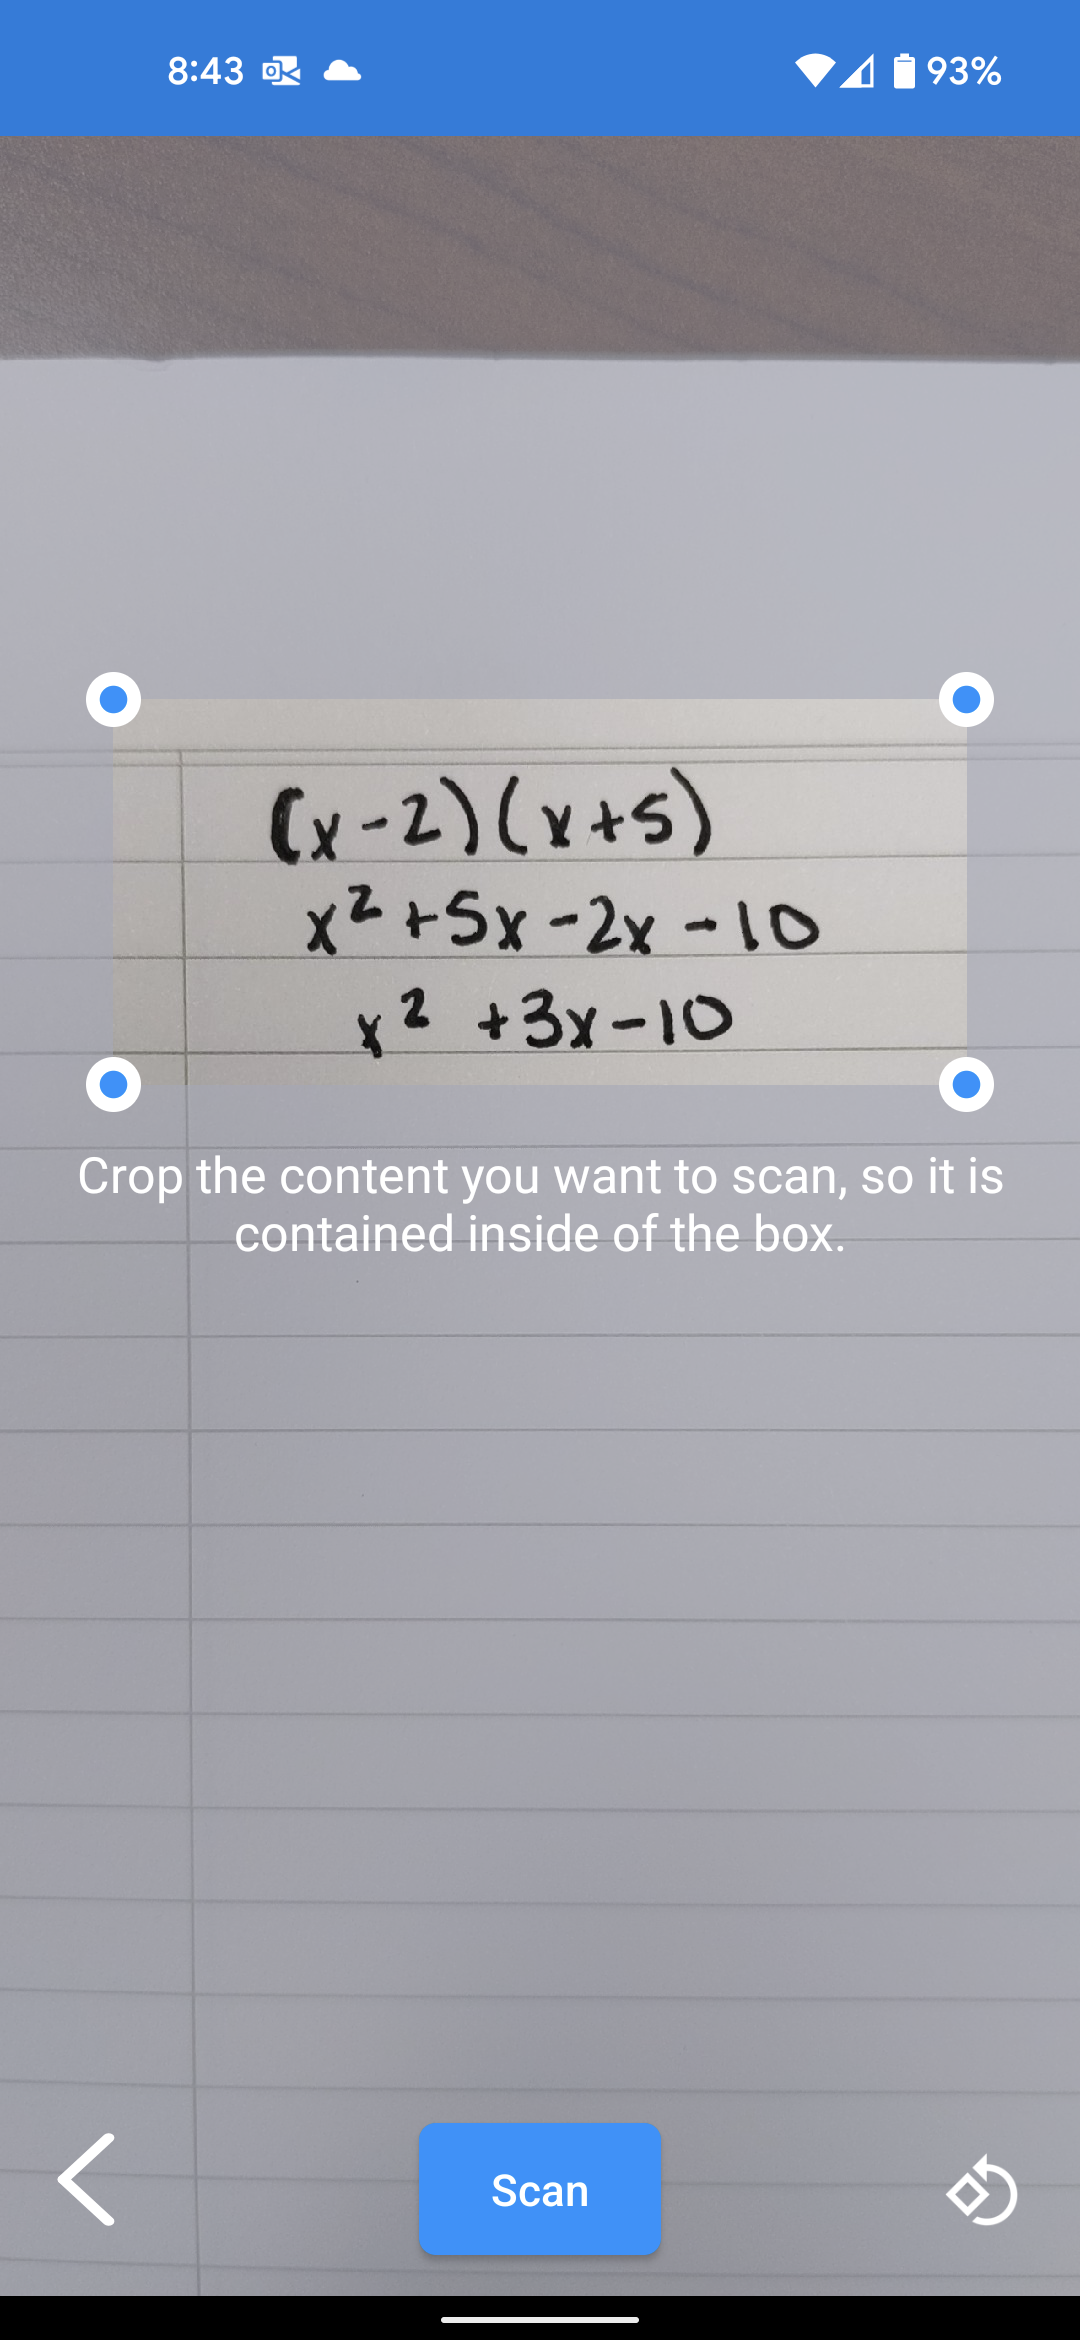 8:43 93%
(x-2)(x+5)
x² +5x -2x -10
x² +3x-10
Crop the content you want to scan, so it is
contained inside of the box.
Scan